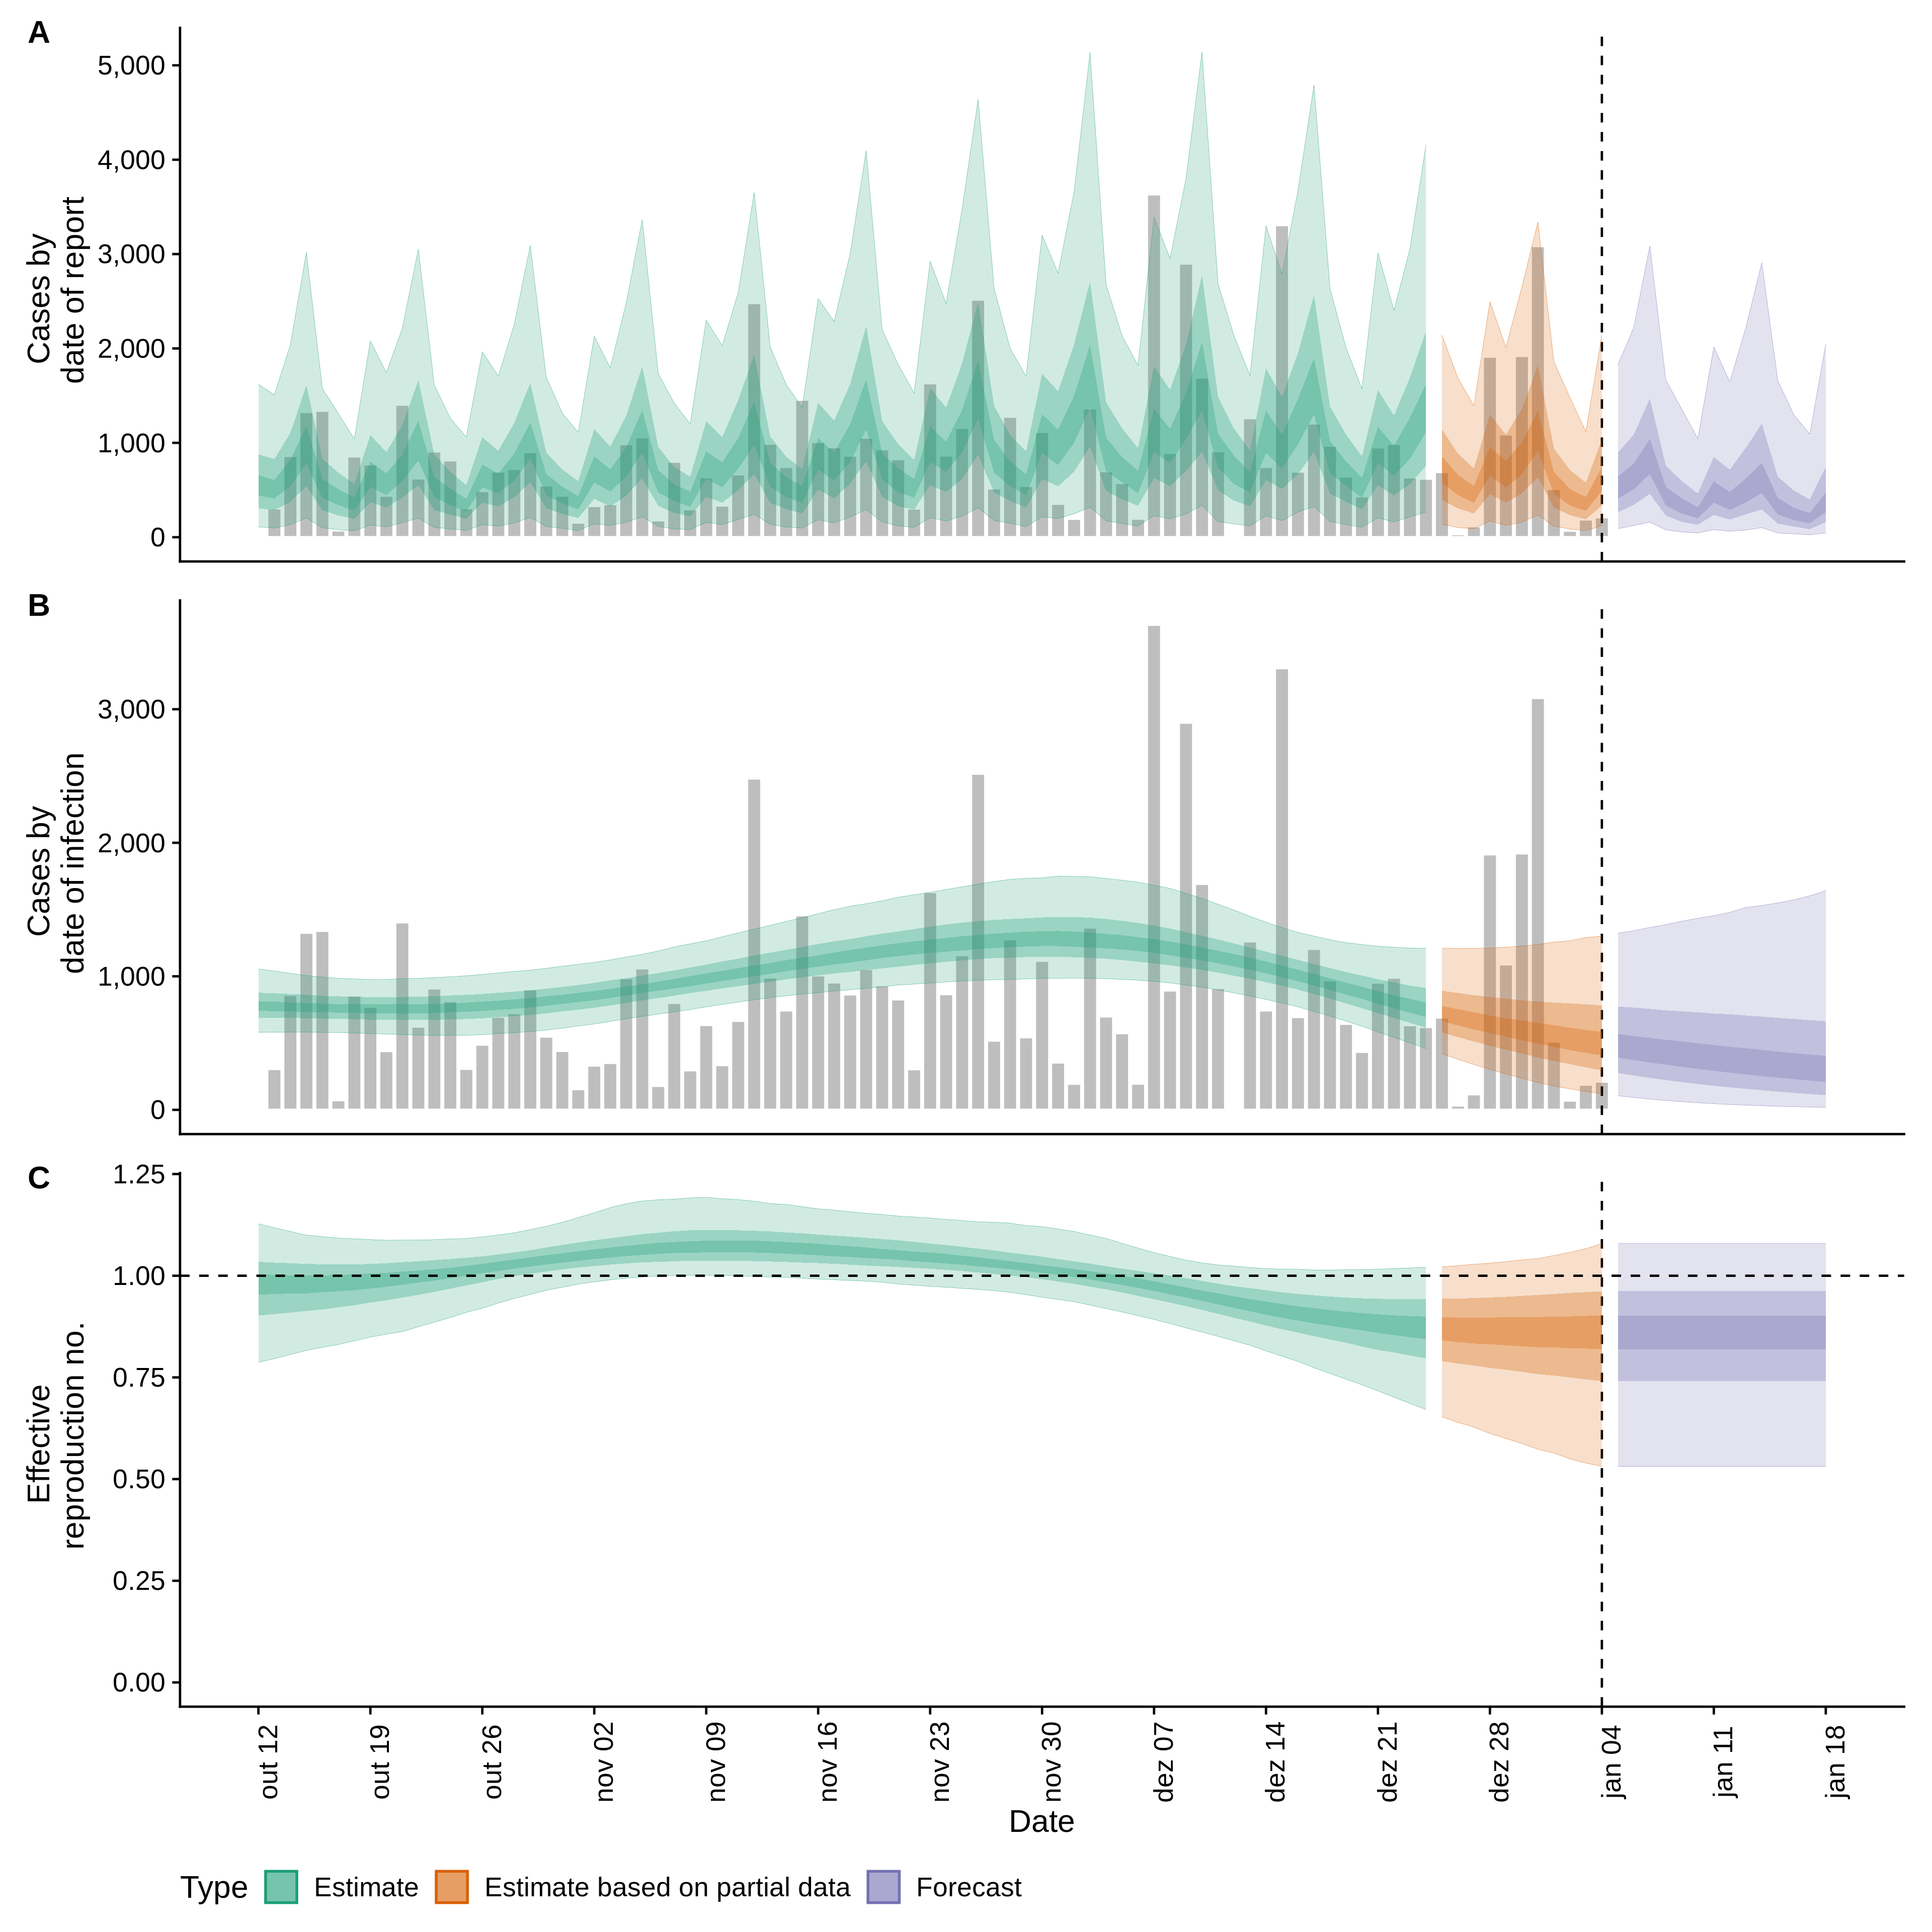 A
5,000
4,000
3,000
2,000
1,000
0
Cases by
date of report
B
3,000
2,000
1,000
0
Cases by
date of infection
C
1.25
1.00
0.75
0.50
0.25
0.00
Effective
reproduction no.
out 12
out 19
out 26
nov 02
nov 09
nov 16
nov 23
nov 30
dez 07
dez 14
dez 21
dez 28
jan 04
jan 11
jan 18
Date
Type
Estimate
Estimate based on partial data
Forecast